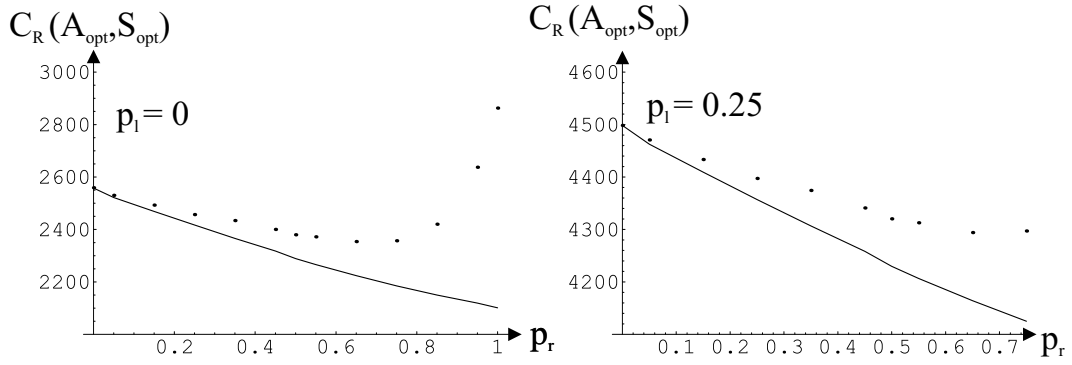 C_R(A_opt,S_opt)
3000
p_l = 0
2800
2600
2400
2200
0.2 0.4 0.6 0.8 1
p_r
C_R(A_opt,S_opt)
4600
p_l = 0.25
4500
4400
4300
4200
4100
0.1 0.2 0.3 0.4 0.5 0.6 0.7
p_r